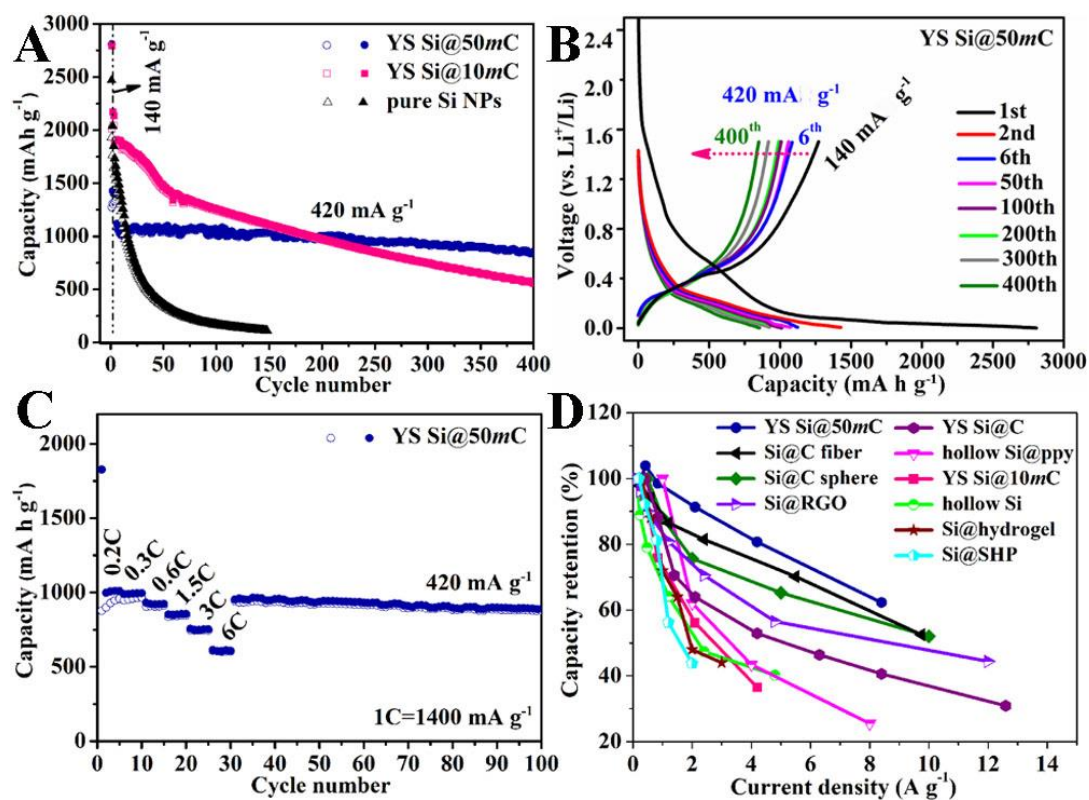 A
3000
2500
2000
1500
1000
500
0
Capacity (mAh g-1)
140 mA g-1
YS Si@50mC
YS Si@10mC
pure Si NPs
420 mA g-1
0 50 100 150 200 250 300 350 400
Cycle number
B
2.4
1.8
1.2
0.6
0.0
Voltage (vs. Li+/Li)
YS Si@50mC
420 mA g-1
400th
6th
140 mA g-1
1st
2nd
6th
50th
100th
200th
300th
400th
0 500 1000 1500 2000 2500 3000
Capacity (mA h g-1)
C
2000
1500
1000
500
0
Capacity (mA h g-1)
YS Si@50mC
0.2C
0.3C
0.6C
1.5C
3C
6C
420 mA g-1
1C=1400 mA g-1
0 10 20 30 40 50 60 70 80 90 100
Cycle number
D
120
100
80
60
40
20
Capacity retention (%)
YS Si@50mC
Si@C fiber
Si@C sphere
Si@RGO
YS Si@C
hollow Si@ppy
YS Si@10mC
hollow Si
Si@hydrogel
Si@SHP
0 2 4 6 8 10 12 14
Current density (A g-1)